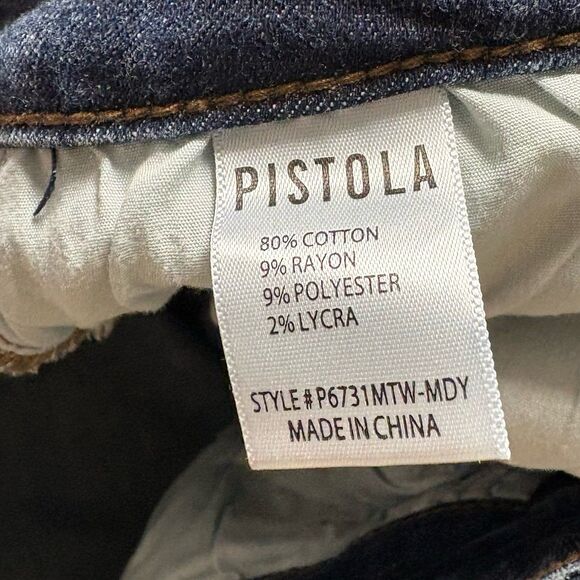 PISTOLA
80% COTTON
9% RAYON
9% POLYESTER
2% LYCRA
STYLE # P6731MTW-MDY
MADE IN CHINA